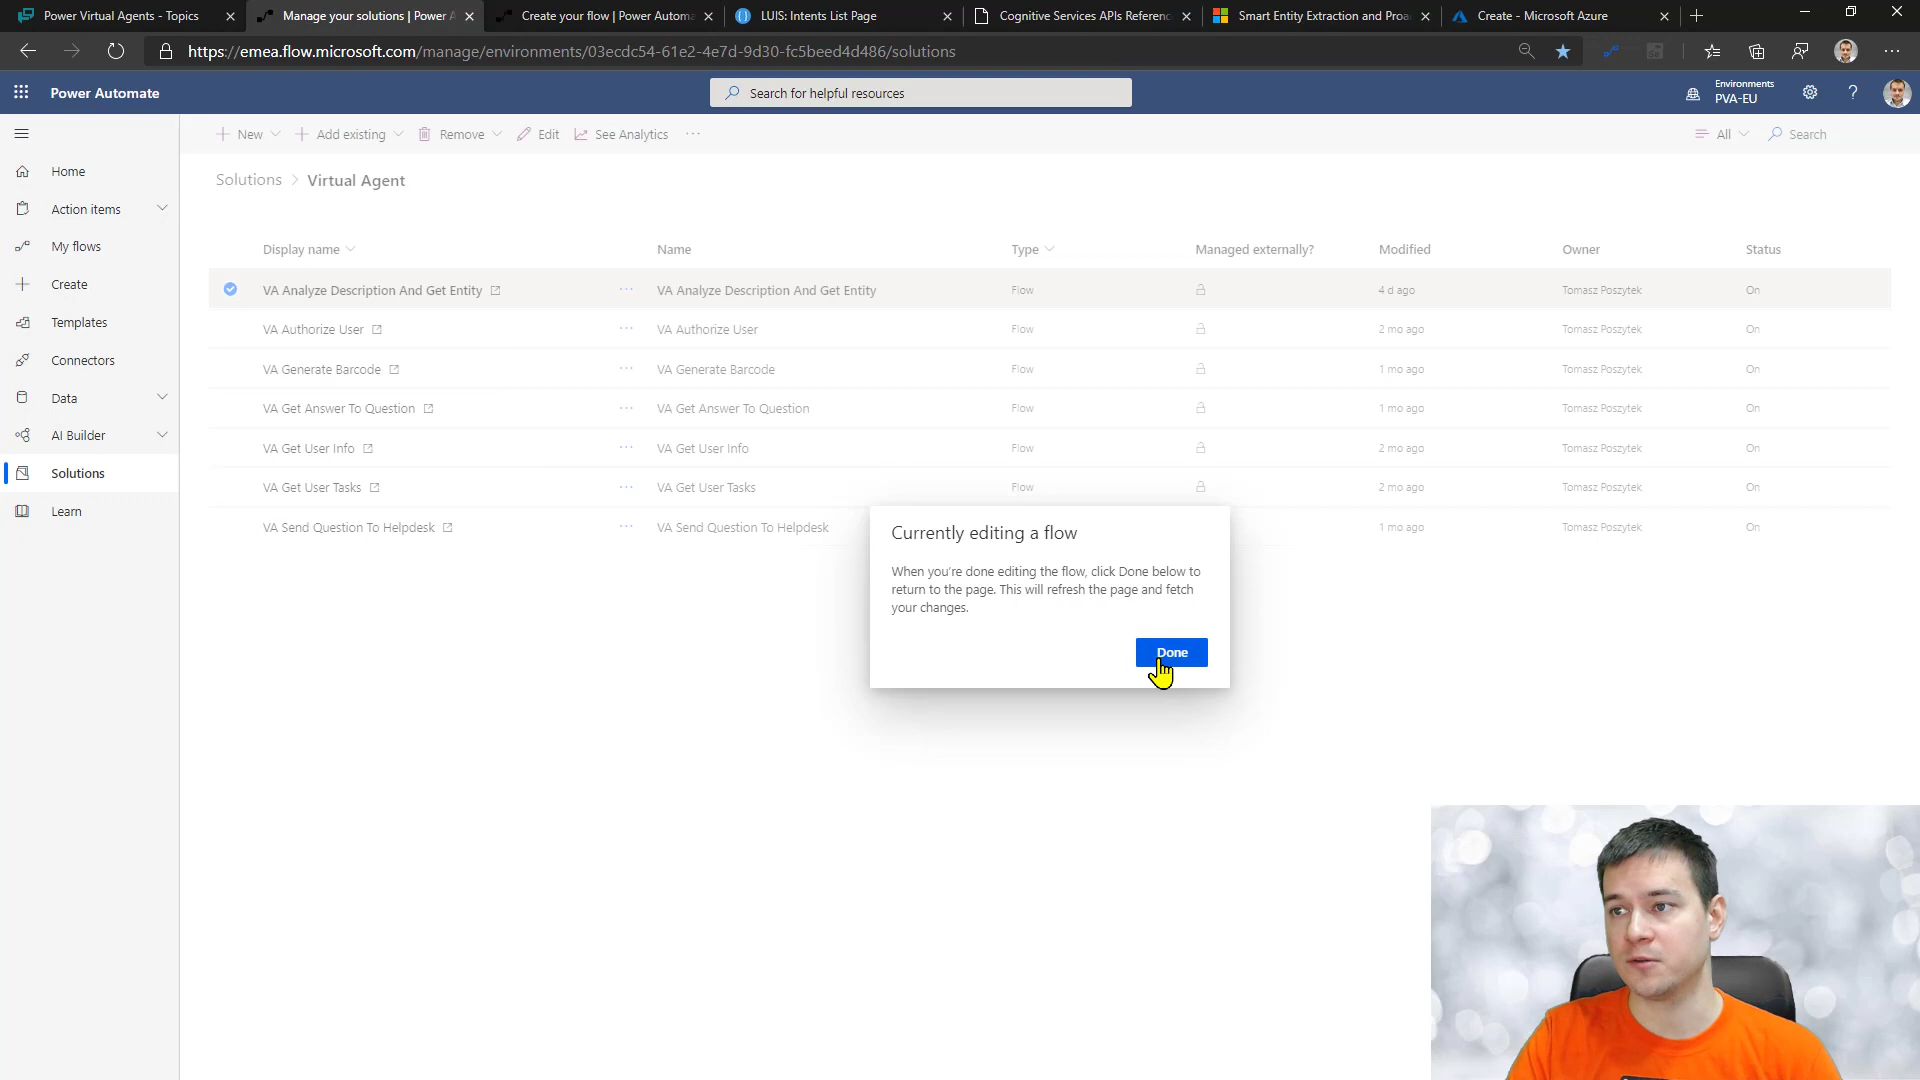 Power Virtual Agents - Topics
Manage your solutions | Power A
Create your flow | Power Automa
LUIS: Intents List Page
Cognitive Services APIs Referenc
Smart Entity Extraction and Proa
Create - Microsoft Azure
https://emea.flow.microsoft.com/manage/environments/03ecdc54-61e2-4e7d-9d30-fc5beed4d486/solutions
Power Automate
Search for helpful resources
Environments
PVA-EU
New
Add existing
Remove
Edit
See Analytics
All
Search
Home
Action items
My flows
Create
Templates
Connectors
Data
AI Builder
Solutions
Learn
Solutions > Virtual Agent
Display name Name Type Managed externally? Modified Owner Status
VA Analyze Description And Get Entity VA Analyze Description And Get Entity Flow 4 d ago Tomasz Poszytek On
VA Authorize User VA Authorize User Flow 2 mo ago Tomasz Poszytek On
VA Generate Barcode VA Generate Barcode Flow 1 mo ago Tomasz Poszytek On
VA Get Answer To Question VA Get Answer To Question Flow 1 mo ago Tomasz Poszytek On
VA Get User Info VA Get User Info Flow 2 mo ago Tomasz Poszytek On
VA Get User Tasks VA Get User Tasks Flow 2 mo ago Tomasz Poszytek On
VA Send Question To Helpdesk VA Send Question To Helpdesk 1 mo ago Tomasz Poszytek On
Currently editing a flow
When you're done editing the flow, click Done below to
return to the page. This will refresh the page and fetch
your changes.
Done